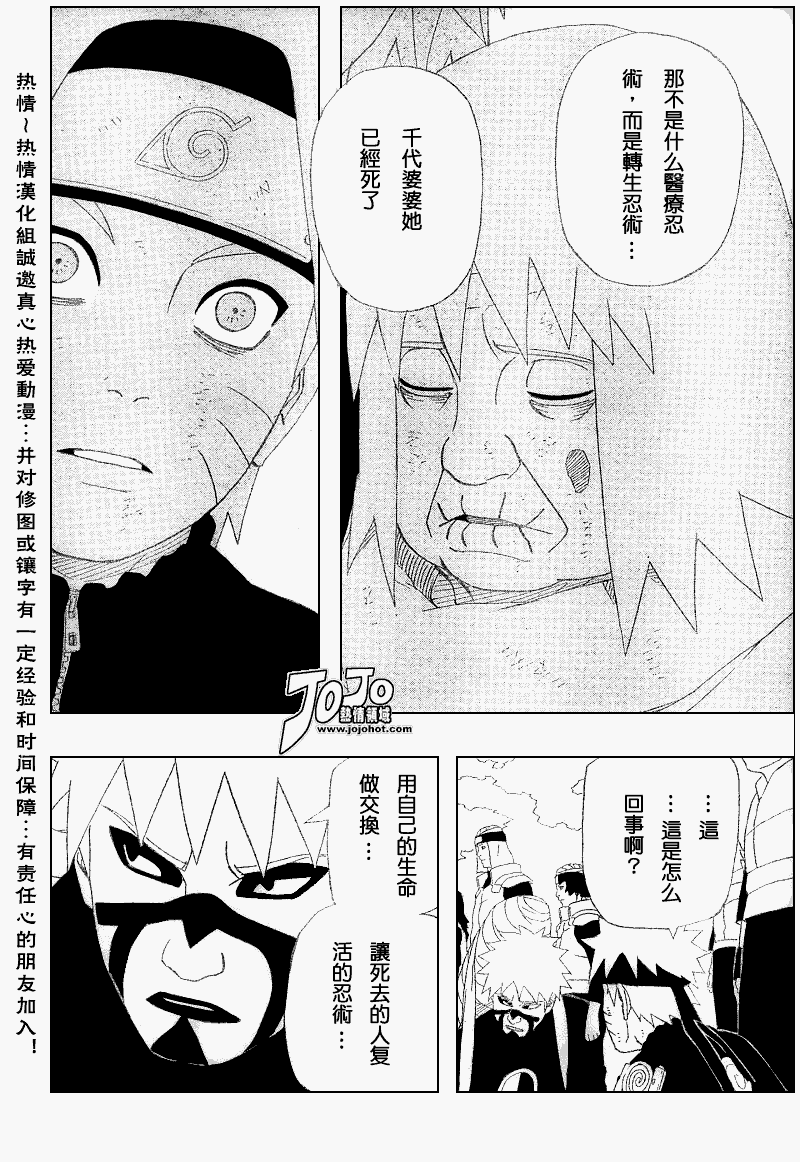 那不是什么醫療忍
術，而是轉生忍術…
千代婆婆她
已經死了
…這
…這是怎么
回事啊？
用自己的生命
做交換…
讓死去的人复
活的忍術…
热情~热情漢化組誠邀真心热爱動漫…并对修图或镶字有一定经验和时间保障…有责任心的朋友加入！
JOJO
熱情領域
www.jojohot.com